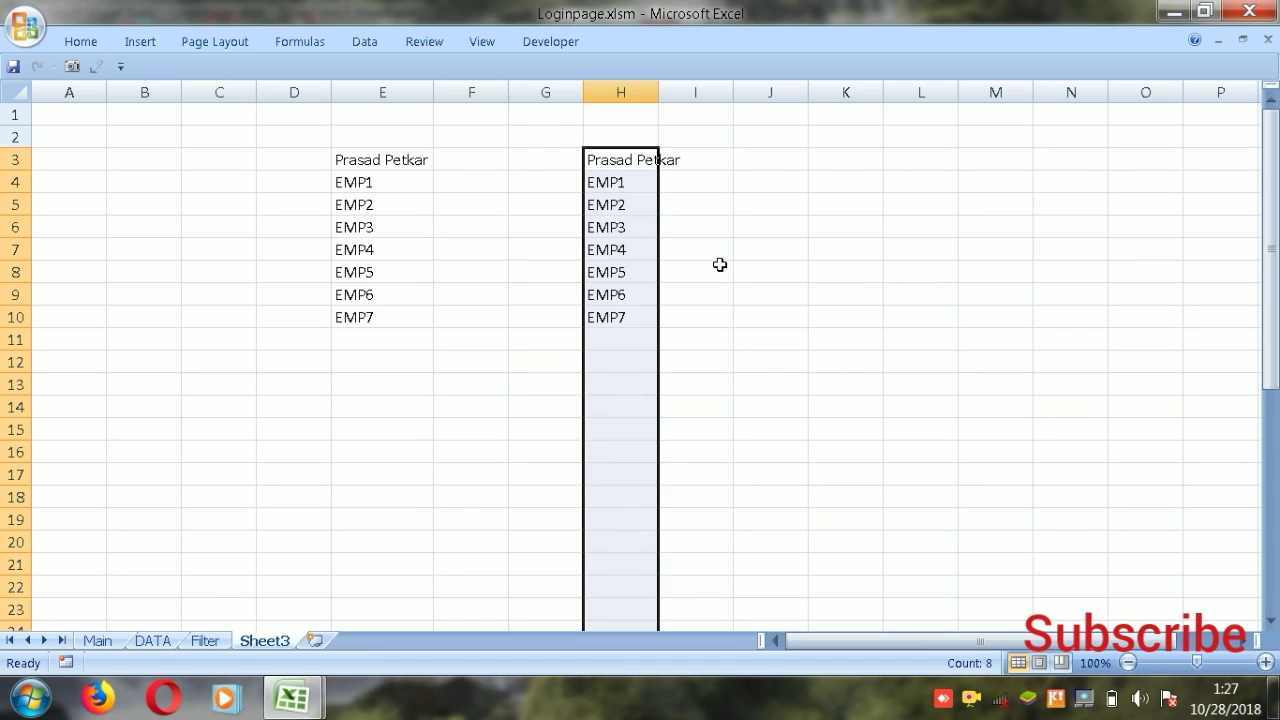 Loginpage.xlsm - Microsoft Excel
Home Insert Page Layout Formulas Data Review View Developer
A B C D E F G H I J K L M N O P
1
2
3 Prasad Petkar Prasad Petkar
4 EMP1 EMP1
5 EMP2 EMP2
6 EMP3 EMP3
7 EMP4 EMP4
8 EMP5 EMP5
9 EMP6 EMP6
10 EMP7 EMP7
11
12
13
14
15
16
17
18
19
20
21
22
23
Subscribe
Main DATA Filter Sheet3
Ready Count: 8 100%
1:27
10/28/2018